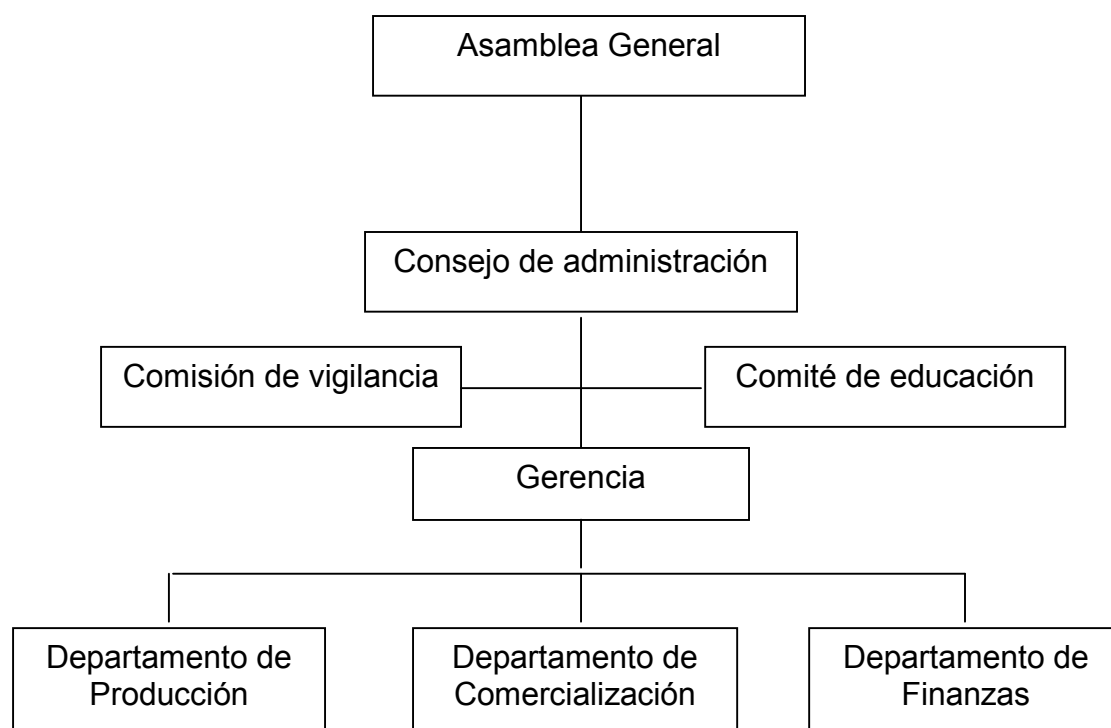 Asamblea General
Consejo de administración
Comisión de vigilancia
Comité de educación
Gerencia
Departamento de
Producción
Departamento de
Comercialización
Departamento de
Finanzas